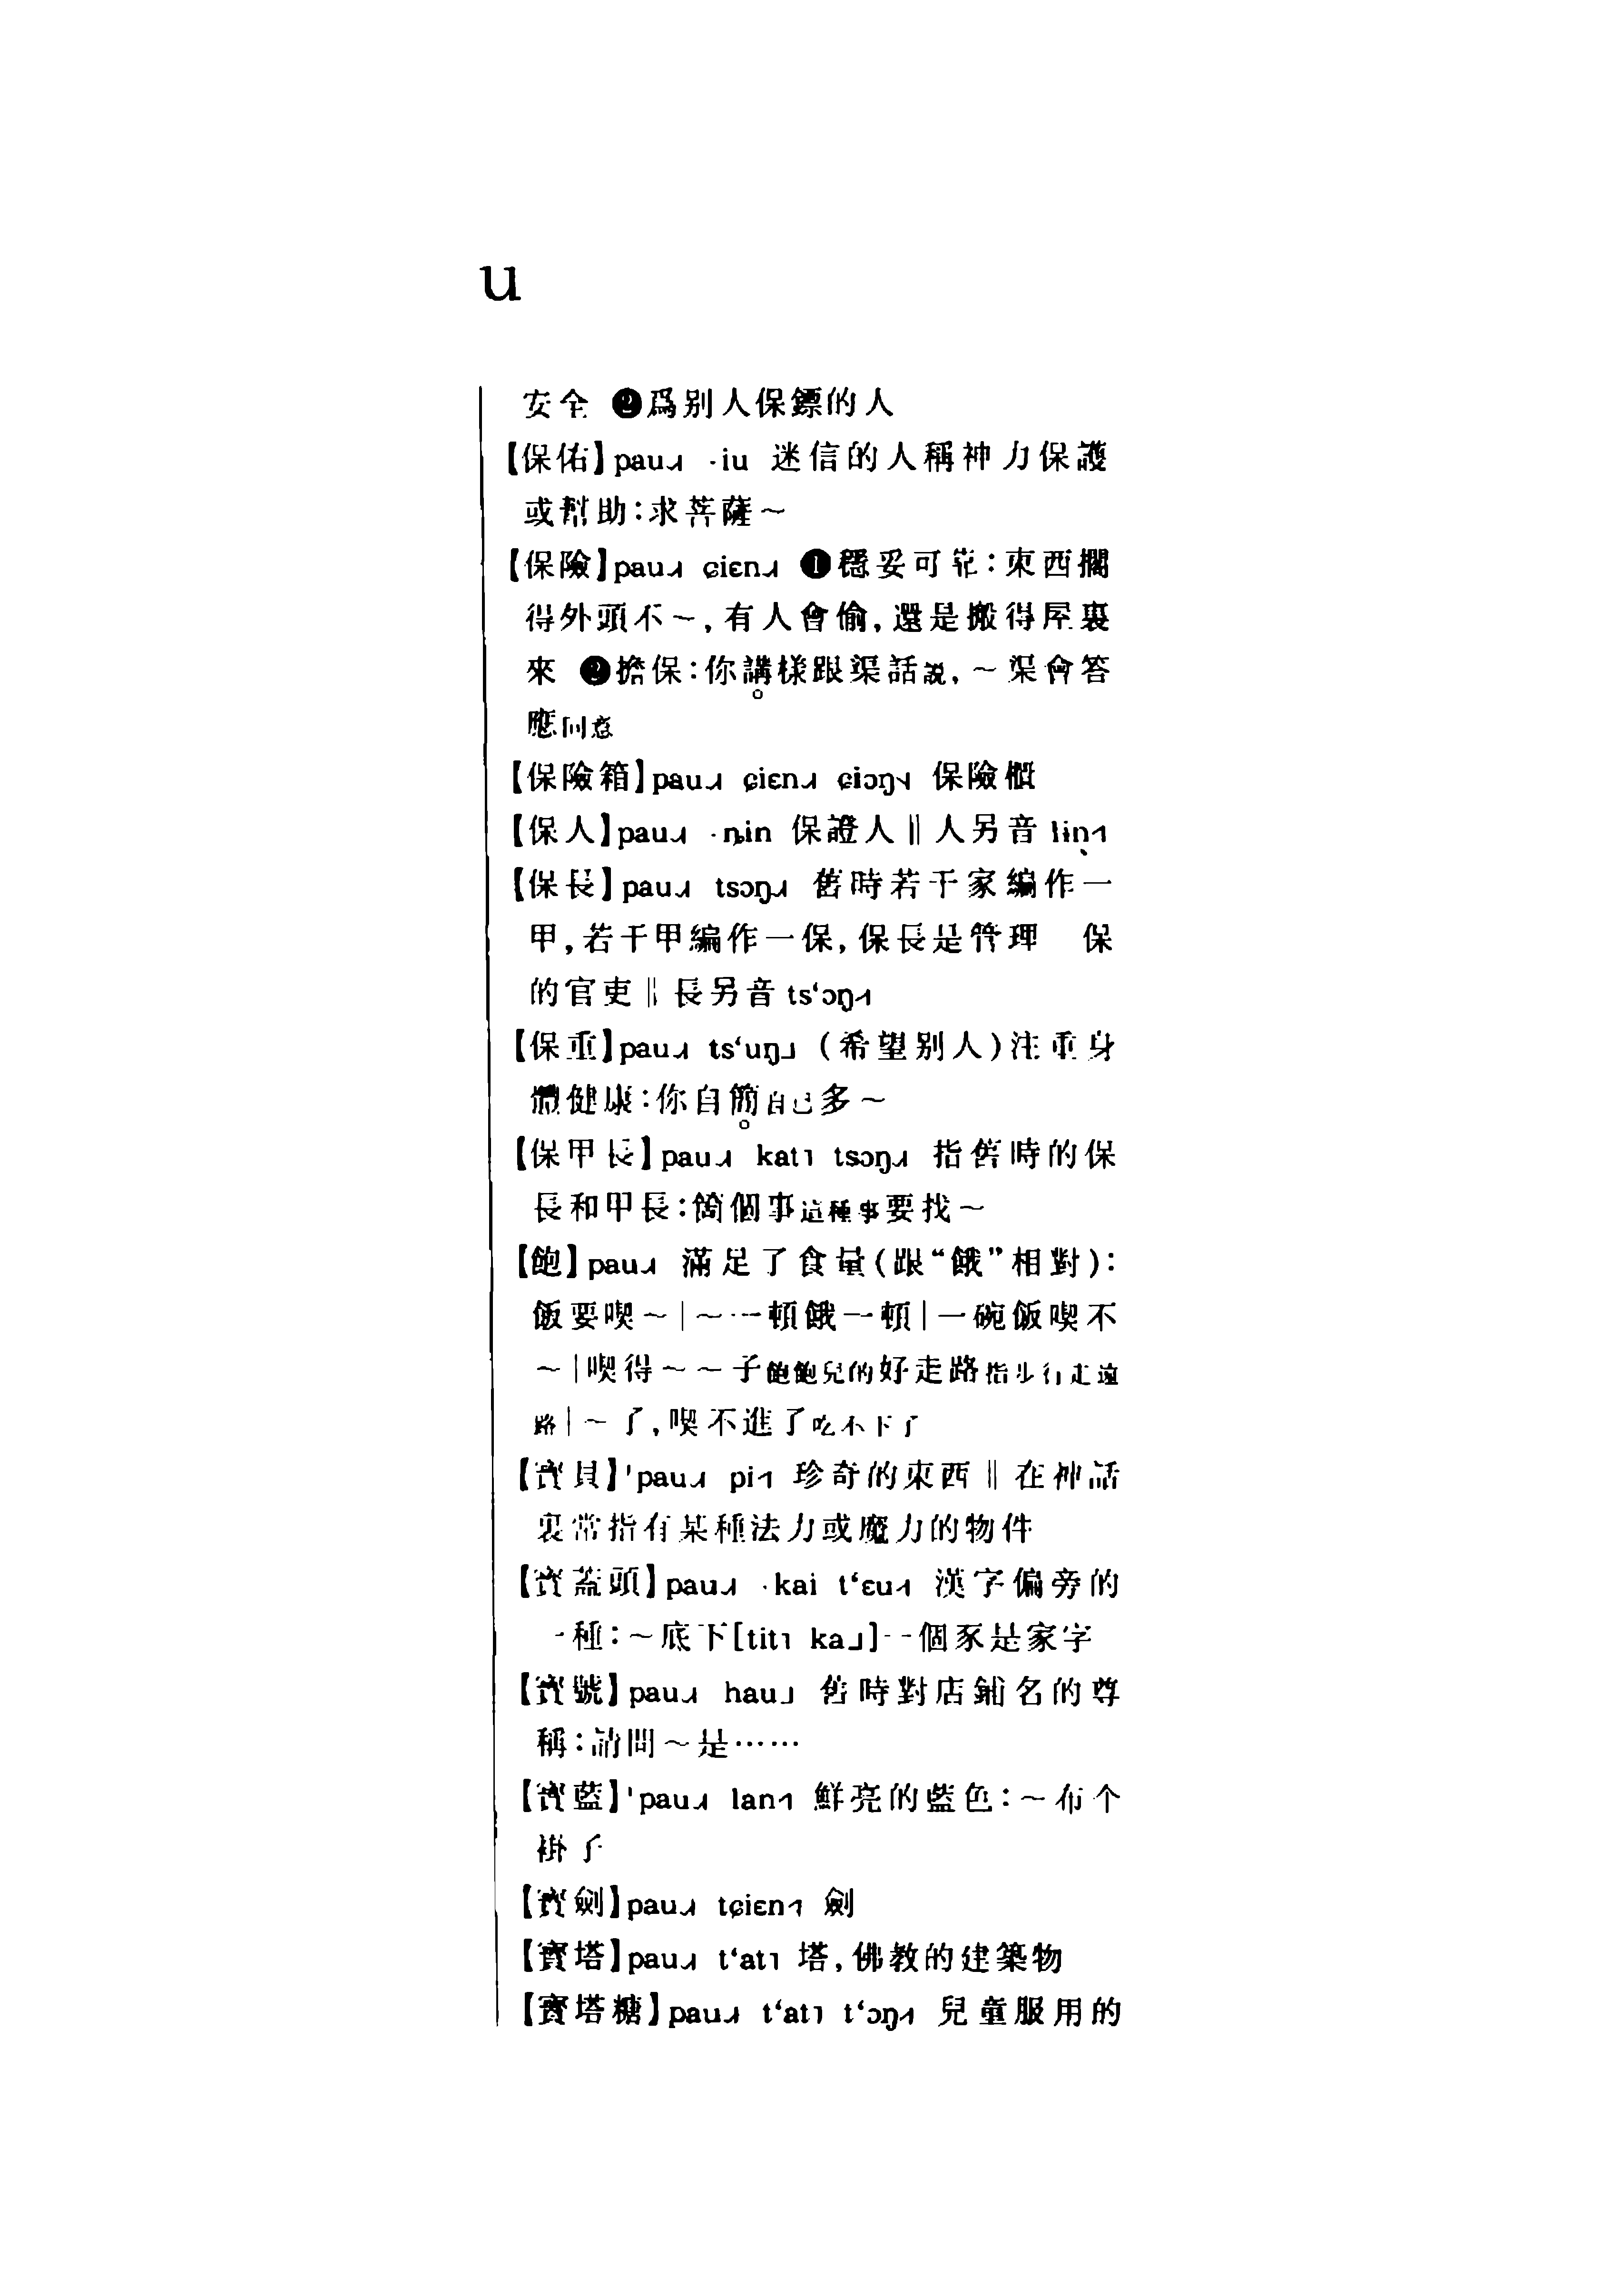 u
安全 ❷爲别人保鏢的人
【保佑】pau˨˩˧ ·iu 迷信的人稱神力保護
或幫助:求菩薩～
【保險】pau ɕiɛn ❶穩妥可靠:東西擱
得外頭不～,有人會偷,還是搬得屋裏
來 ❷擔保:你講樣跟渠話説,～渠會答
應同意
【保險箱】pau ɕiɛn ɕiɔŋ 保險櫃
【保人】pau ·ȵin 保證人‖人另音 lin
【保長】pau tsɔŋ 舊時若干家編作一
甲,若干甲編作一保,保長是管理 保
的官吏‖長另音 ts‘ɔŋ
【保重】pau ts‘uŋ (希望别人)注重身
體健康:你自簡自己多～
【保甲長】pau kat tsɔŋ 指舊時的保
長和甲長:簡個事這種事要找～
【飽】pau 滿足了食量(跟“餓”相對):
飯要喫～|～一頓餓一頓|一碗飯喫不
～|喫得～～子飽飽兒的好走路指步行走遠
路|～了,喫不進了吃不下了
【寶貝】'pau pi 珍奇的東西‖在神話
裏常指有某種法力或魔力的物件
【寶蓋頭】pau ·kai t‘ɛu 漢字偏旁的
一種:～底下[tit ka]一個豕是家字
【寶號】pau hau 舊時對店鋪名的尊
稱:請問～是……
【寶藍】'pau lan 鮮亮的藍色:～布个
褂子
【寶劍】pau tɕiɛn 劍
【寶塔】pau t‘at 塔,佛教的建築物
【寶塔糖】pau t‘at t‘ɔŋ 兒童服用的